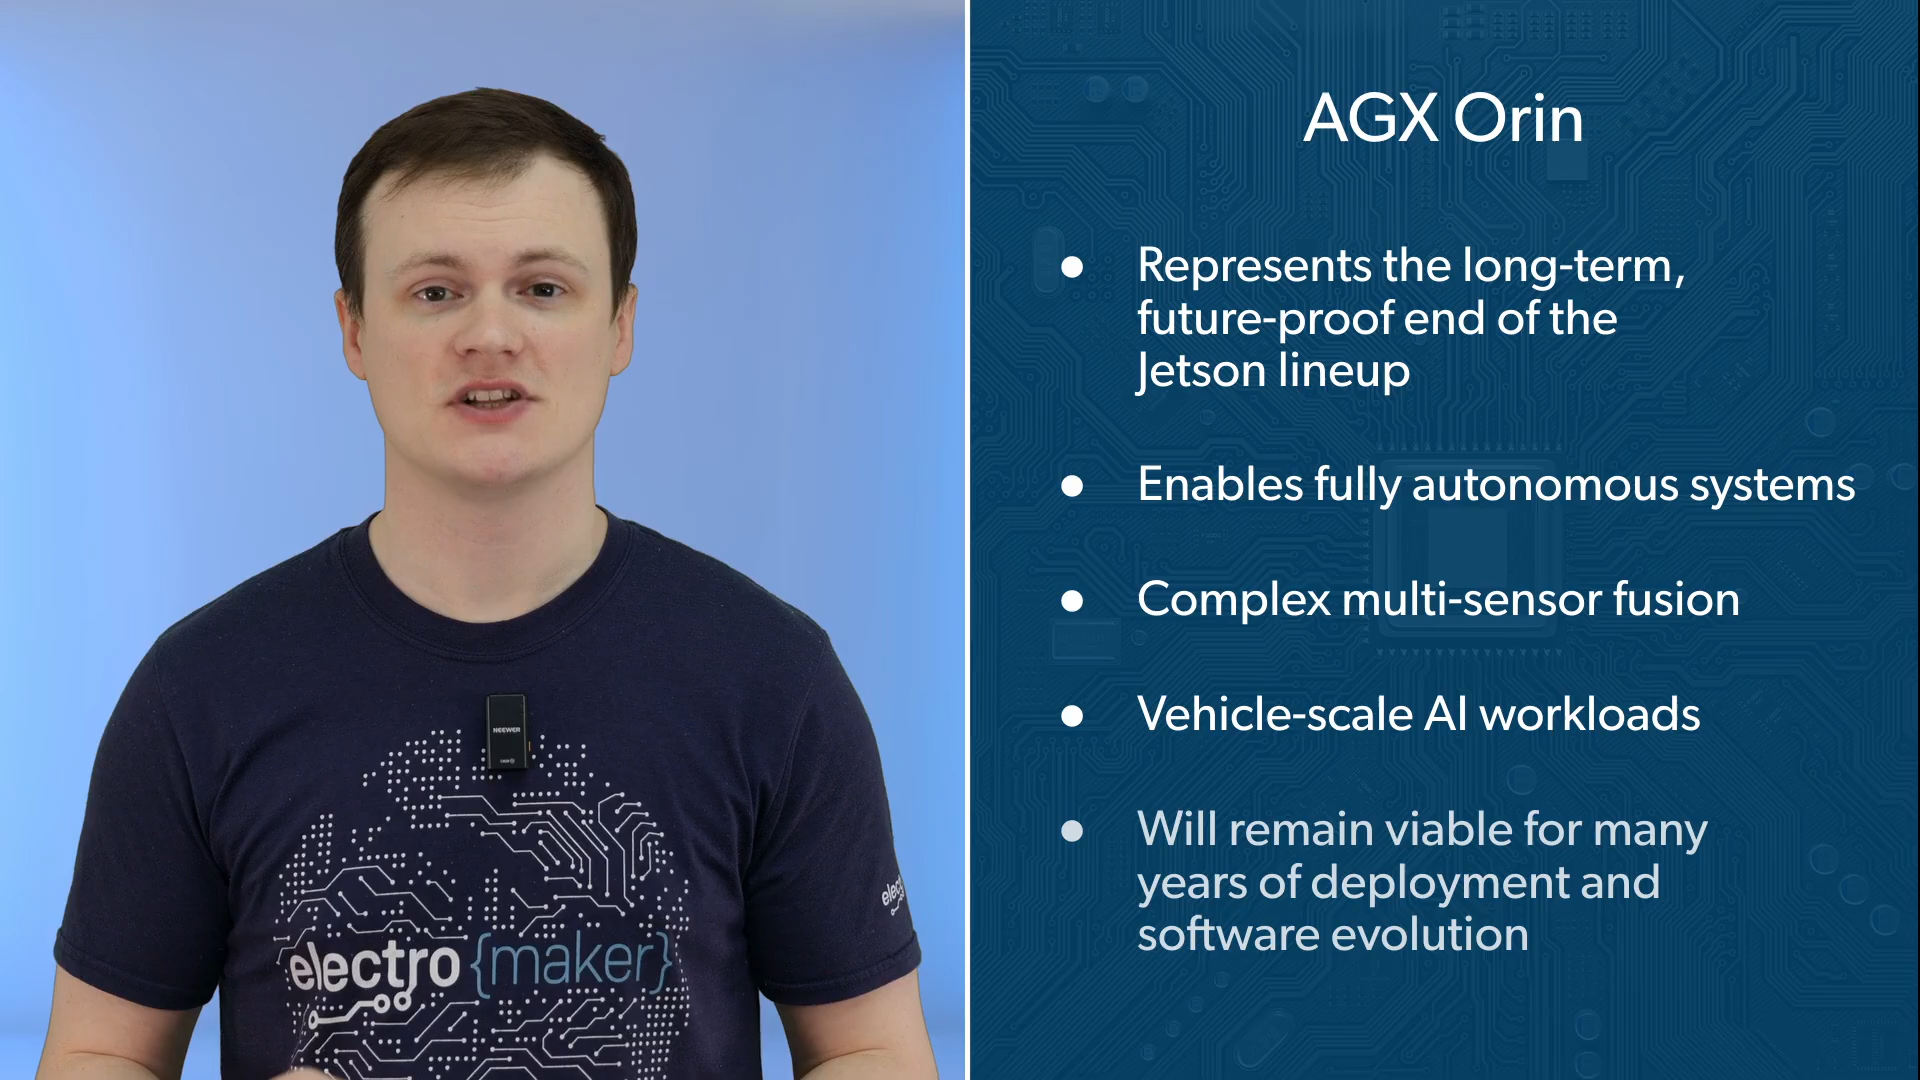 AGX Orin
● Represents the long-term,
future-proof end of the
Jetson lineup
● Enables fully autonomous systems
● Complex multi-sensor fusion
● Vehicle-scale AI workloads
● Will remain viable for many
years of deployment and
software evolution
NEEWER
electro {maker}
elect